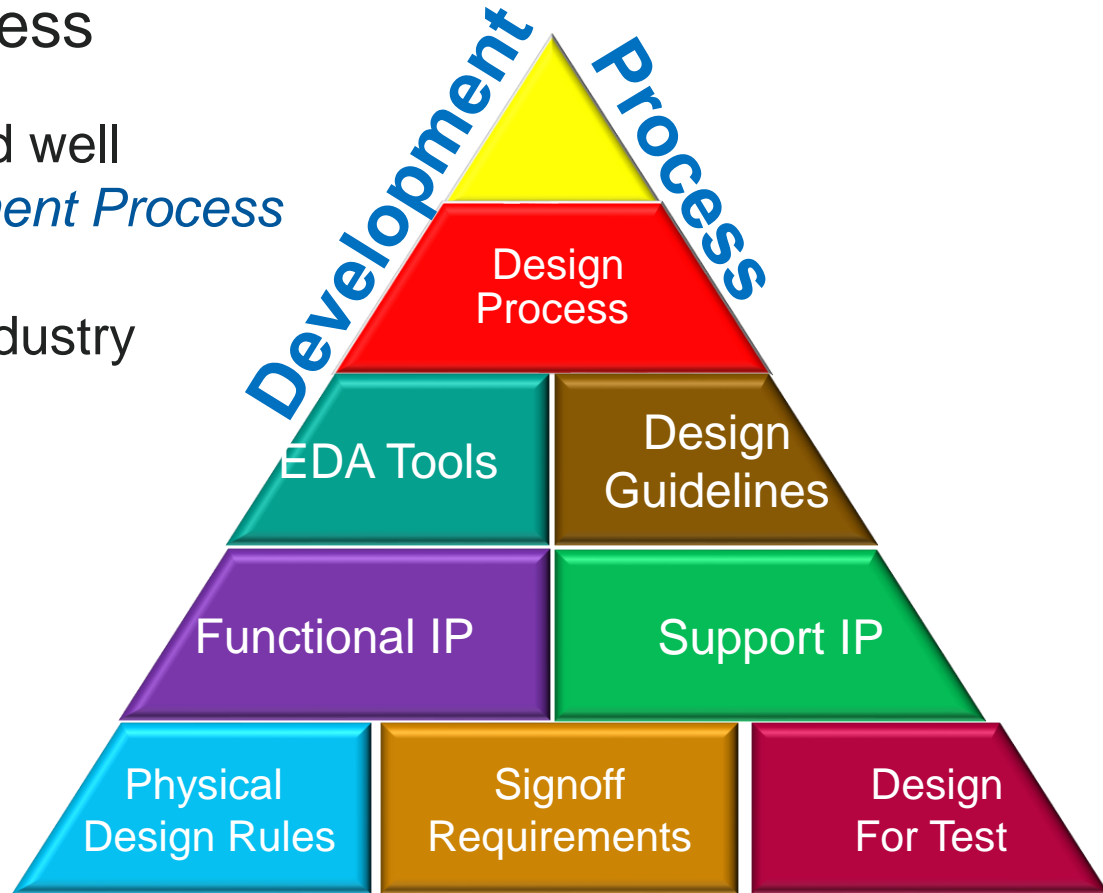 ess
d well
ent Process
dustry
Development
Process
Design
Process
EDA Tools
Design
Guidelines
Functional IP
Support IP
Physical
Design Rules
Signoff
Requirements
Design
For Test